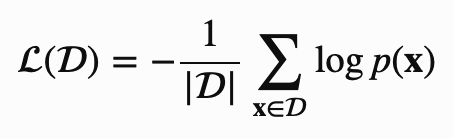 ℒ(𝒟) = − 1/|𝒟| ∑_{𝐱∈𝒟} log p(𝐱)